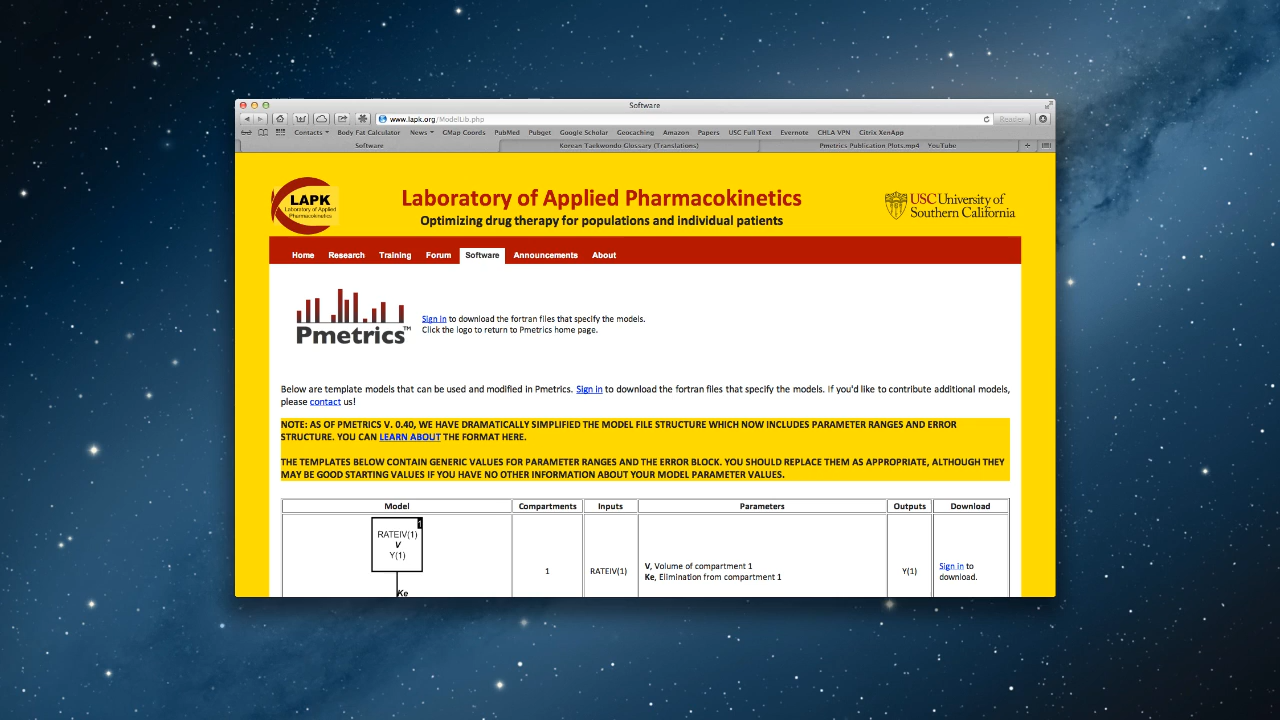 Software
www.lapk.org/ModelLib.php
Reader
Contacts Body Fat Calculator News GMap Coords PubMed Pubget Google Scholar Geocaching Amazon Papers USC Full Text Evernote CHLA VPN Citrix XenApp
Software Korean Taekwondo Glossary (Translations) Pmetrics Publication Plots.mp4 YouTube
LAPK
Laboratory of Applied
Pharmacokinetics
Laboratory of Applied Pharmacokinetics
Optimizing drug therapy for populations and individual patients
USC University of
Southern California
Home Research Training Forum Software Announcements About
Pmetrics™
Sign in to download the fortran files that specify the models.
Click the logo to return to Pmetrics home page.
Below are template models that can be used and modified in Pmetrics. Sign in to download the fortran files that specify the models. If you'd like to contribute additional models,
please contact us!
NOTE: AS OF PMETRICS V. 0.40, WE HAVE DRAMATICALLY SIMPLIFIED THE MODEL FILE STRUCTURE WHICH NOW INCLUDES PARAMETER RANGES AND ERROR
STRUCTURE. YOU CAN LEARN ABOUT THE FORMAT HERE.
THE TEMPLATES BELOW CONTAIN GENERIC VALUES FOR PARAMETER RANGES AND THE ERROR BLOCK. YOU SHOULD REPLACE THEM AS APPROPRIATE, ALTHOUGH THEY
MAY BE GOOD STARTING VALUES IF YOU HAVE NO OTHER INFORMATION ABOUT YOUR MODEL PARAMETER VALUES.
Model Compartments Inputs Parameters Outputs Download
1
RATEIV(1)
V
Y(1)
Ke
1
RATEIV(1)
V, Volume of compartment 1
Ke, Elimination from compartment 1
Y(1)
Sign in to
download.